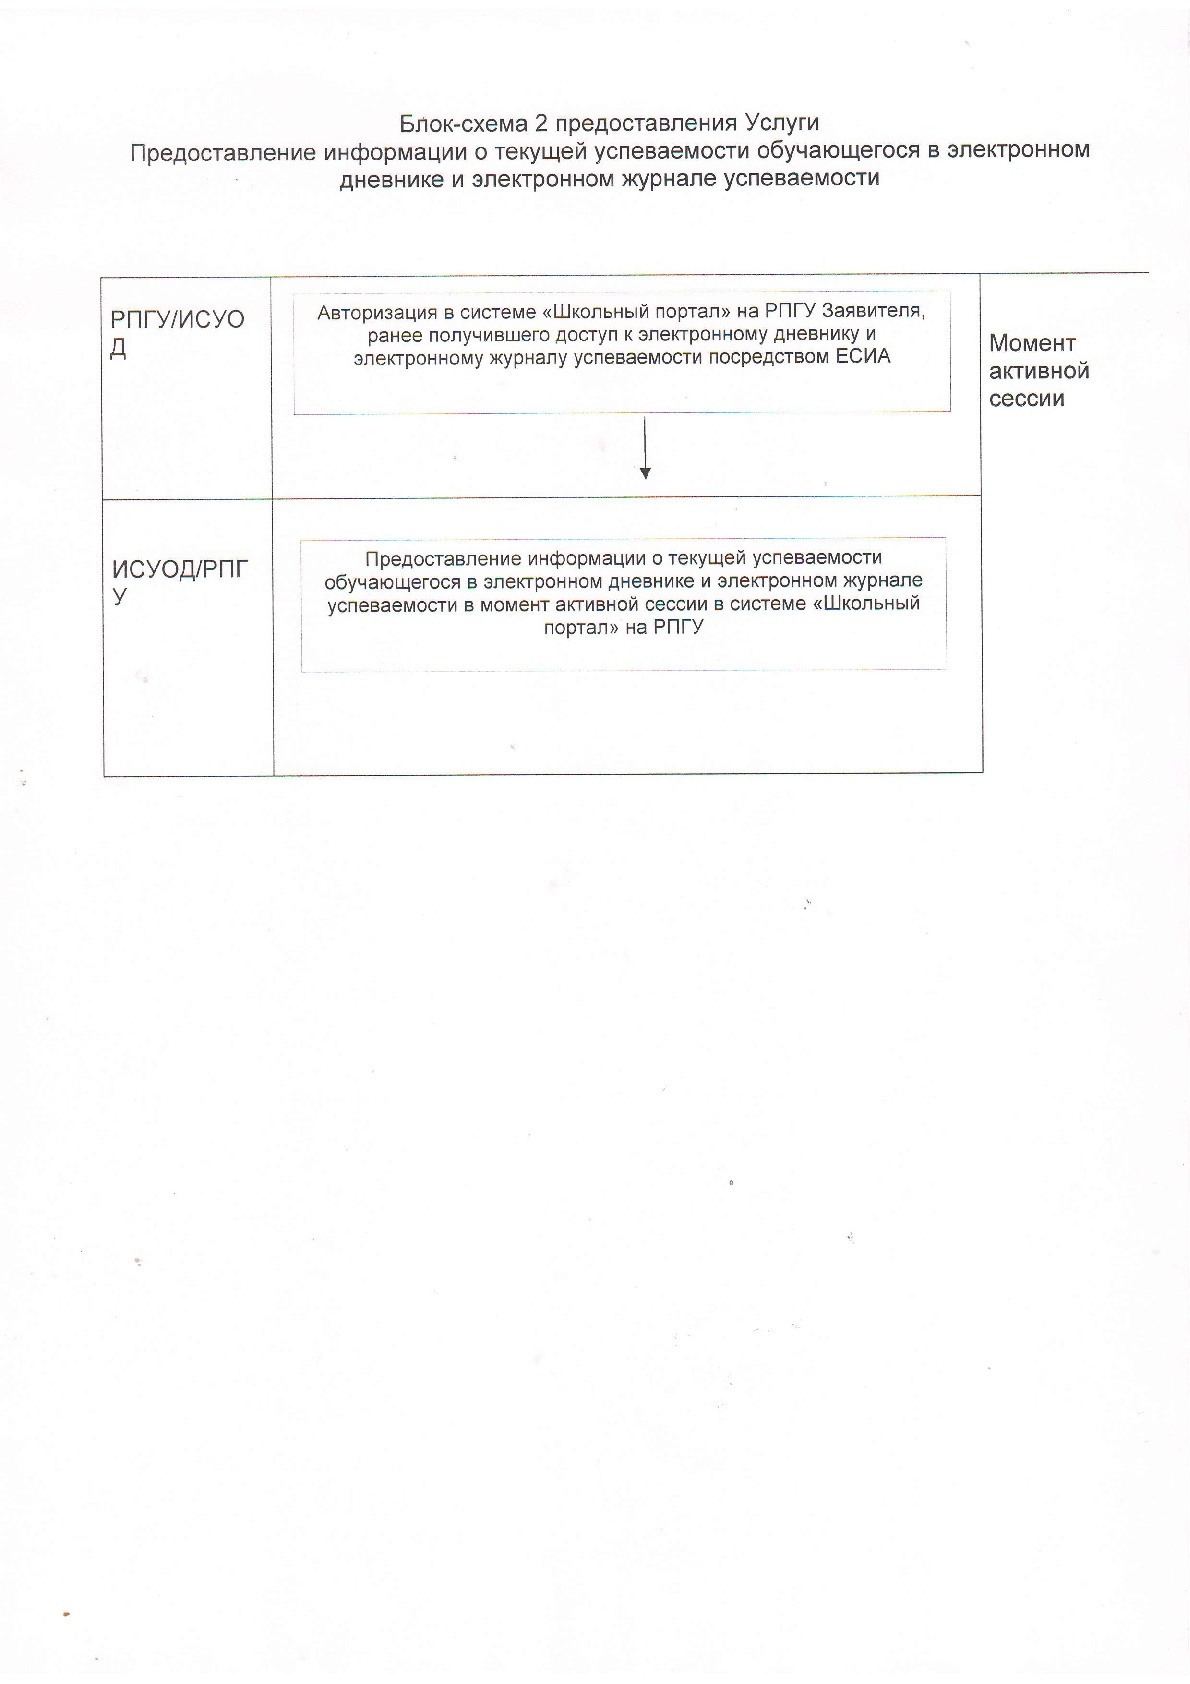 Блок-схема 2 предоставления Услуги
Предоставление информации о текущей успеваемости обучающегося в электронном
дневнике и электронном журнале успеваемости
РПГУ/ИСУО
Д
Авторизация в системе «Школьный портал» на РПГУ Заявителя,
ранее получившего доступ к электронному дневнику и
электронному журналу успеваемости посредством ЕСИА
Момент
активной
сессии
ИСУОД/РПГ
У
Предоставление информации о текущей успеваемости
обучающегося в электронном дневнике и электронном журнале
успеваемости в момент активной сессии в системе «Школьный
портал» на РПГУ